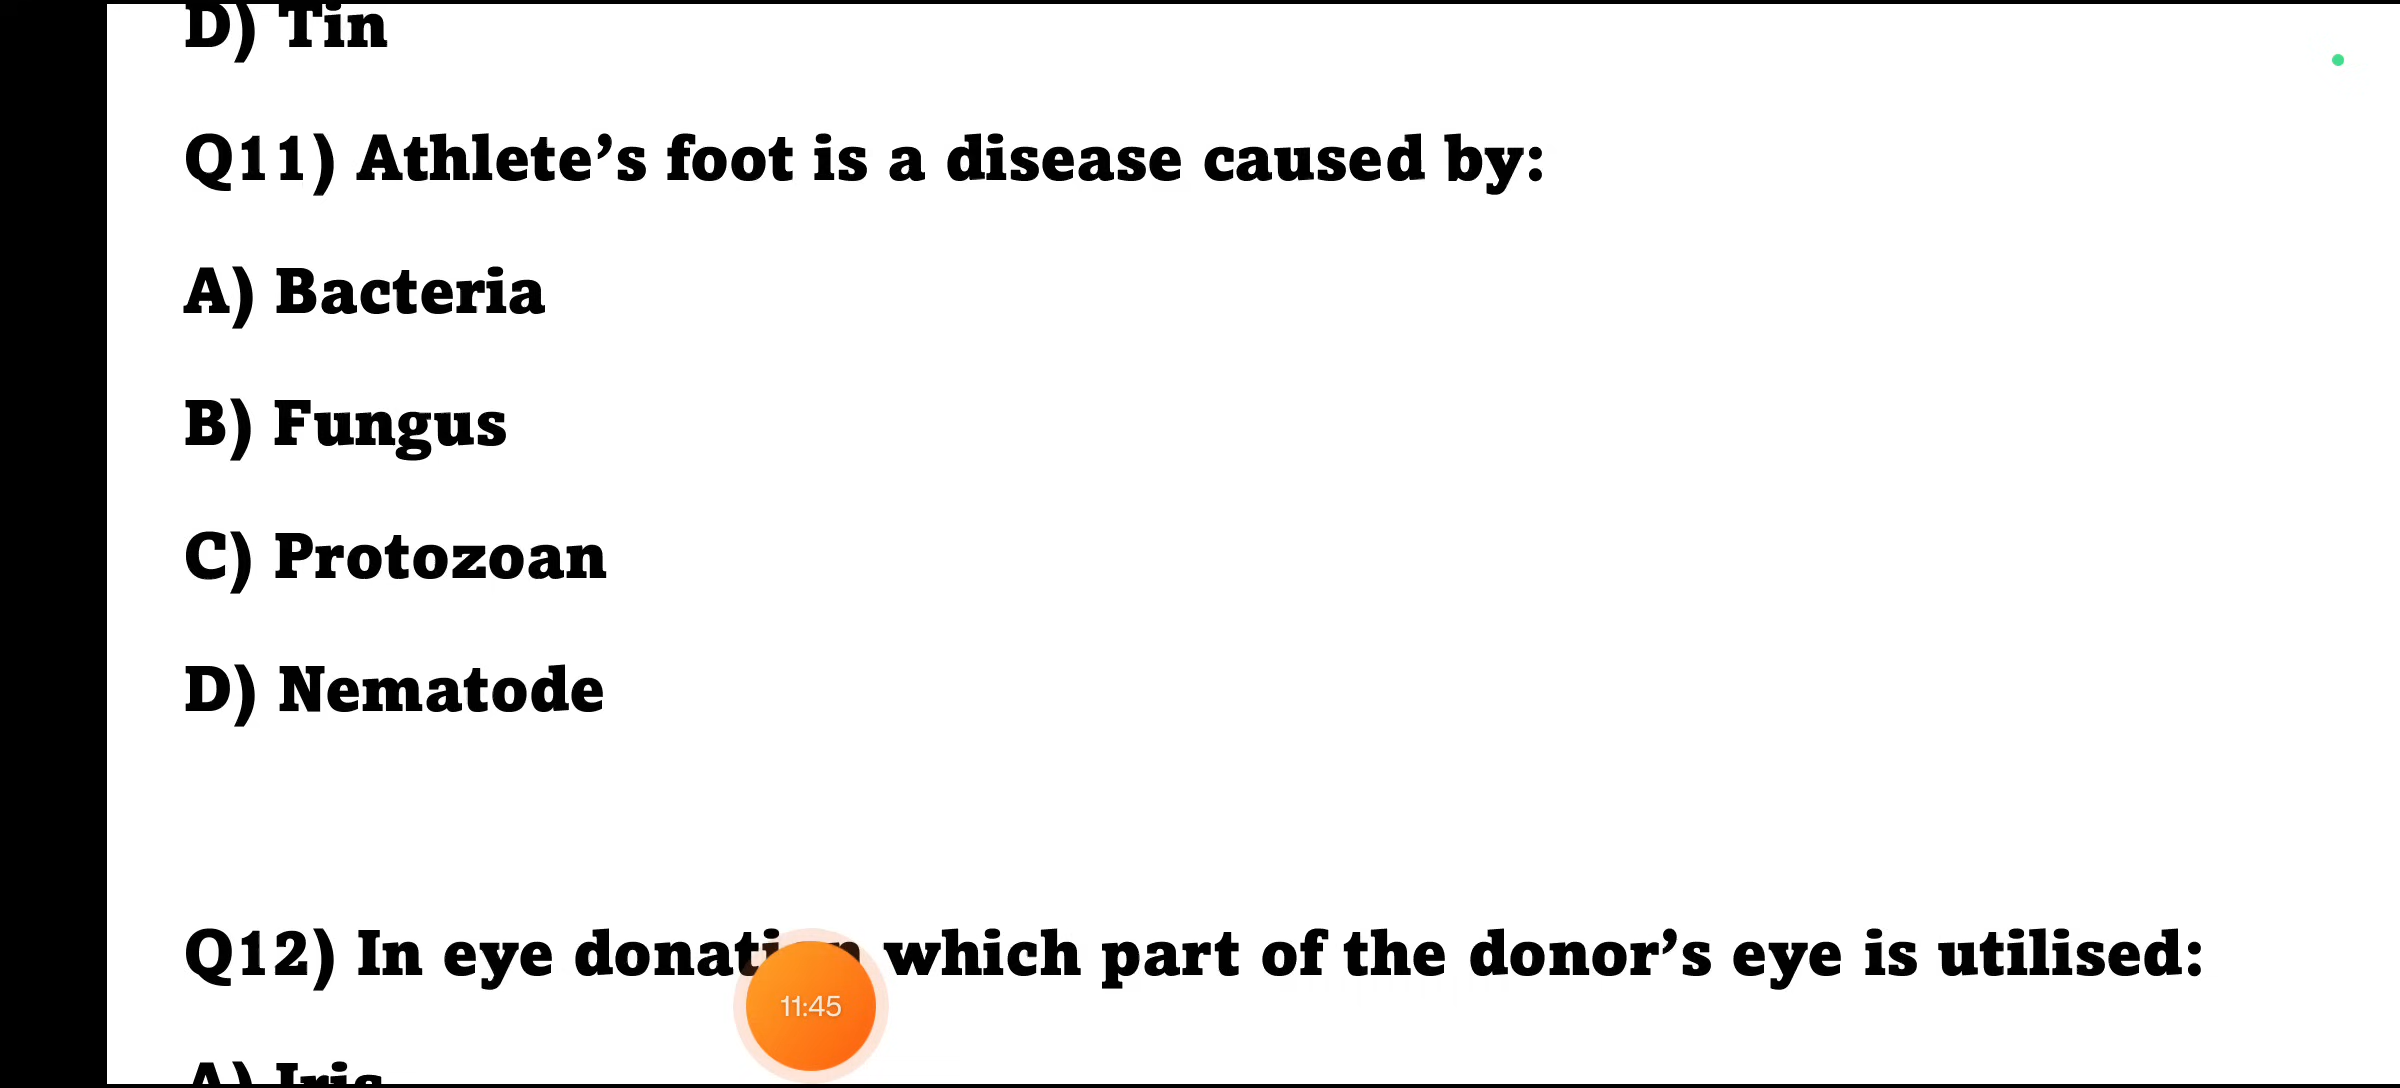 D) Tin
Q11) Athlete’s foot is a disease caused by:
A) Bacteria
B) Fungus
C) Protozoan
D) Nematode
Q12) In eye donation which part of the donor’s eye is utilised:
11:45
A) Iris